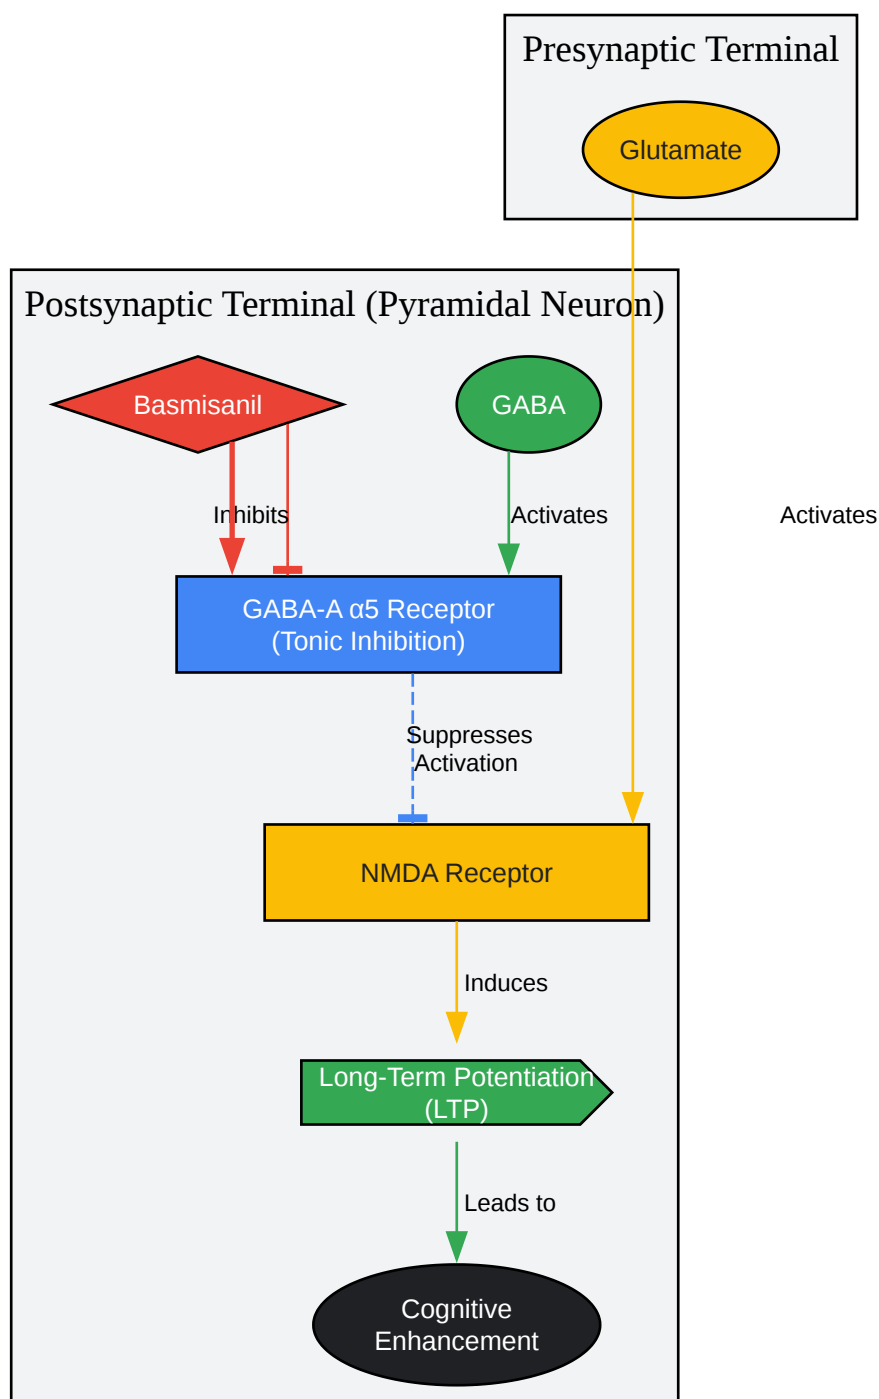 Presynaptic Terminal
Glutamate
Postsynaptic Terminal (Pyramidal Neuron)
Basmisanil
GABA
Inhibits
Activates
Activates
GABA-A α5 Receptor
(Tonic Inhibition)
Suppresses
Activation
NMDA Receptor
Induces
Long-Term Potentiation
(LTP)
Leads to
Cognitive
Enhancement